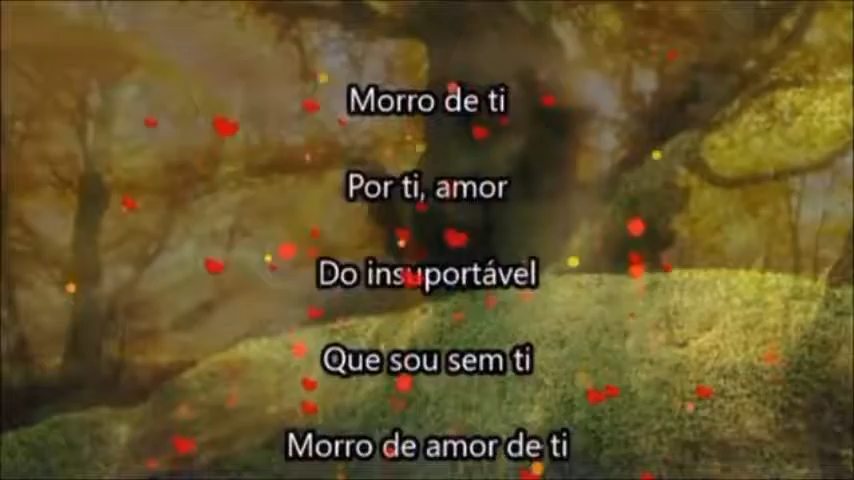 Morro de ti
Por ti, amor
Do insuportável
Que sou sem ti
Morro de amor de ti